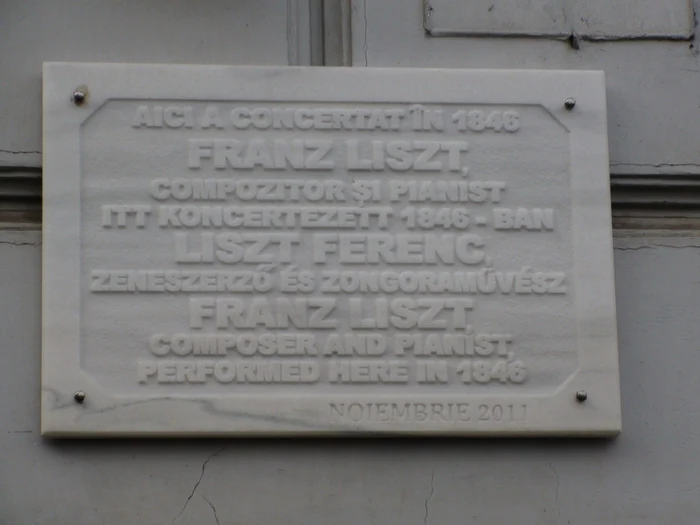 AICI A CONCERTAT ÎN 1846
FRANZ LISZT,
COMPOZITOR ŞI PIANIST
ITT KONCERTEZETT 1846 - BAN
LISZT FERENC,
ZENESZERZŐ ÉS ZONGORAMŰVÉSZ
FRANZ LISZT,
COMPOSER AND PIANIST,
PERFORMED HERE IN 1846
NOIEMBRIE 2011